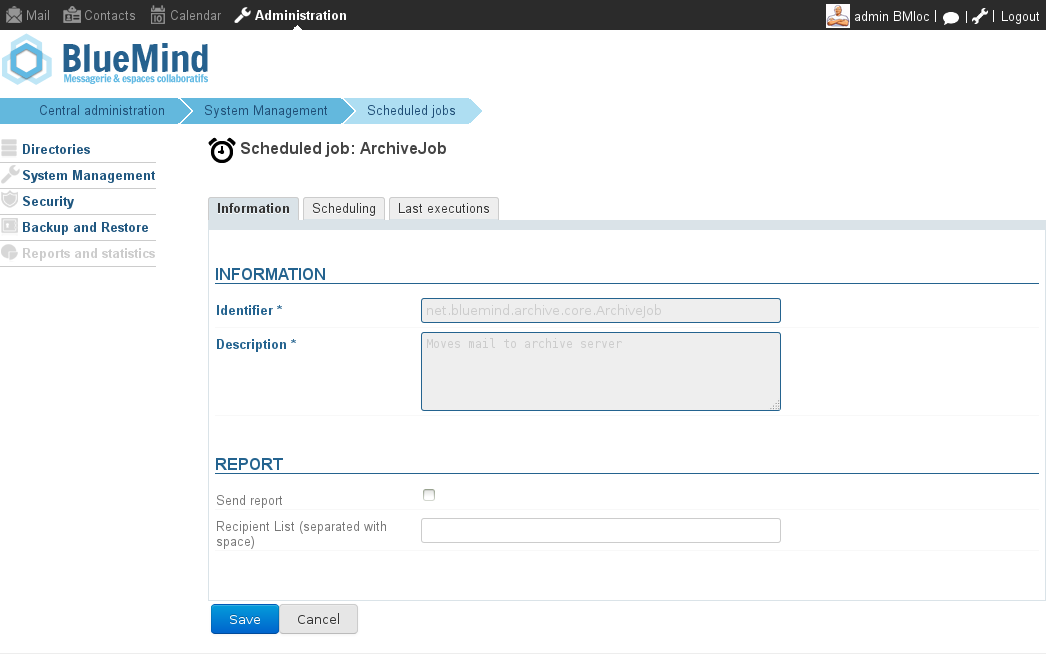 Mail Contacts Calendar Administration admin BMloc | | | Logout
BlueMind
Messagerie & espaces collaboratifs
Central administration System Management Scheduled jobs
Directories
System Management
Security
Backup and Restore
Reports and statistics
Scheduled job: ArchiveJob
Information Scheduling Last executions
INFORMATION
Identifier * net.bluemind.archive.core.ArchiveJob
Description * Moves mail to archive server
REPORT
Send report
Recipient List (separated with
space)
Save Cancel